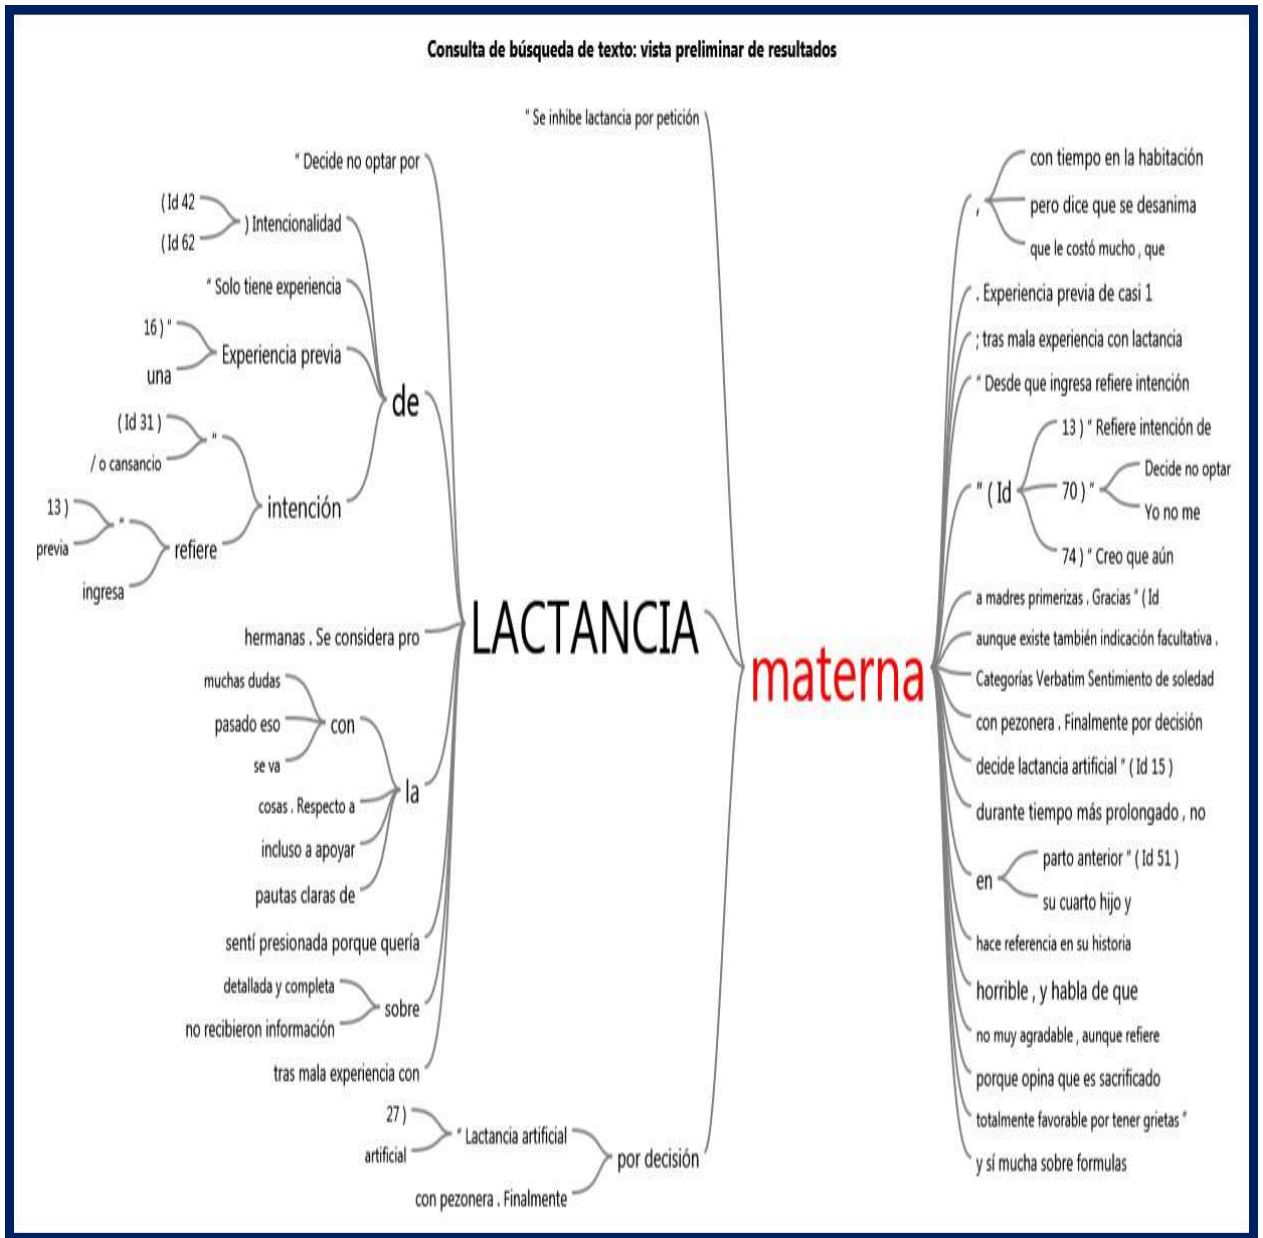 Consulta de búsqueda de texto: vista preliminar de resultados
" Se inhibe lactancia por petición
" Decide no optar por
( Id 42
( Id 62
) Intencionalidad
" Solo tiene experiencia
16 ) "
una
Experiencia previa
de
( Id 31 )
/ o cansancio
"
intención
13 )
previa
"
refiere
ingresa
hermanas . Se considera pro
LACTANCIA
muchas dudas
pasado eso
se va
con
la
cosas . Respecto a
incluso a apoyar
pautas claras de
sentí presionada porque quería
detallada y completa
no recibieron información
sobre
tras mala experiencia con
27 )
artificial
" Lactancia artificial
por decisión
con pezonera . Finalmente
materna
,
con tiempo en la habitación
pero dice que se desanima
que le costó mucho , que
. Experiencia previa de casi 1
; tras mala experiencia con lactancia
" Desde que ingresa refiere intención
" ( Id
13 ) " Refiere intención de
70 ) "
Decide no optar
Yo no me
74 ) " Creo que aún
a madres primerizas . Gracias " ( Id
aunque existe también indicación facultativa .
Categorías Verbatim Sentimiento de soledad
con pezonera . Finalmente por decisión
decide lactancia artificial " ( Id 15 )
durante tiempo más prolongado , no
en
parto anterior " ( Id 51 )
su cuarto hijo y
hace referencia en su historia
horrible , y habla de que
no muy agradable , aunque refiere
porque opina que es sacrificado
totalmente favorable por tener grietas "
y sí mucha sobre formulas